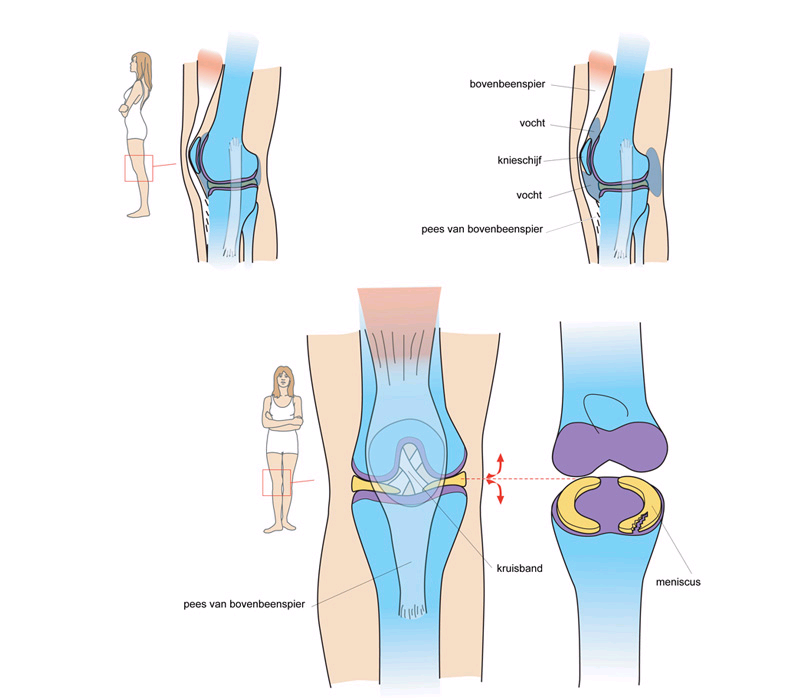 bovenbeenspier
vocht
knieschijf
vocht
pees van bovenbeenspier
kruisband
meniscus
pees van bovenbeenspier